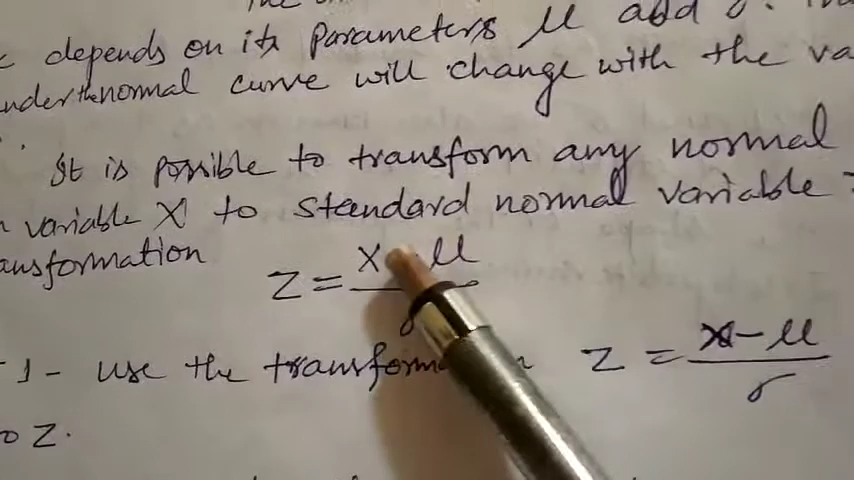 depends on its parameters μ and σ.
under the normal curve will change with the va
It is possible to transform any normal
variable X to standard normal variable
ansformation
Z = X - μ
1 - use the Z = x - μ / σ
to Z.